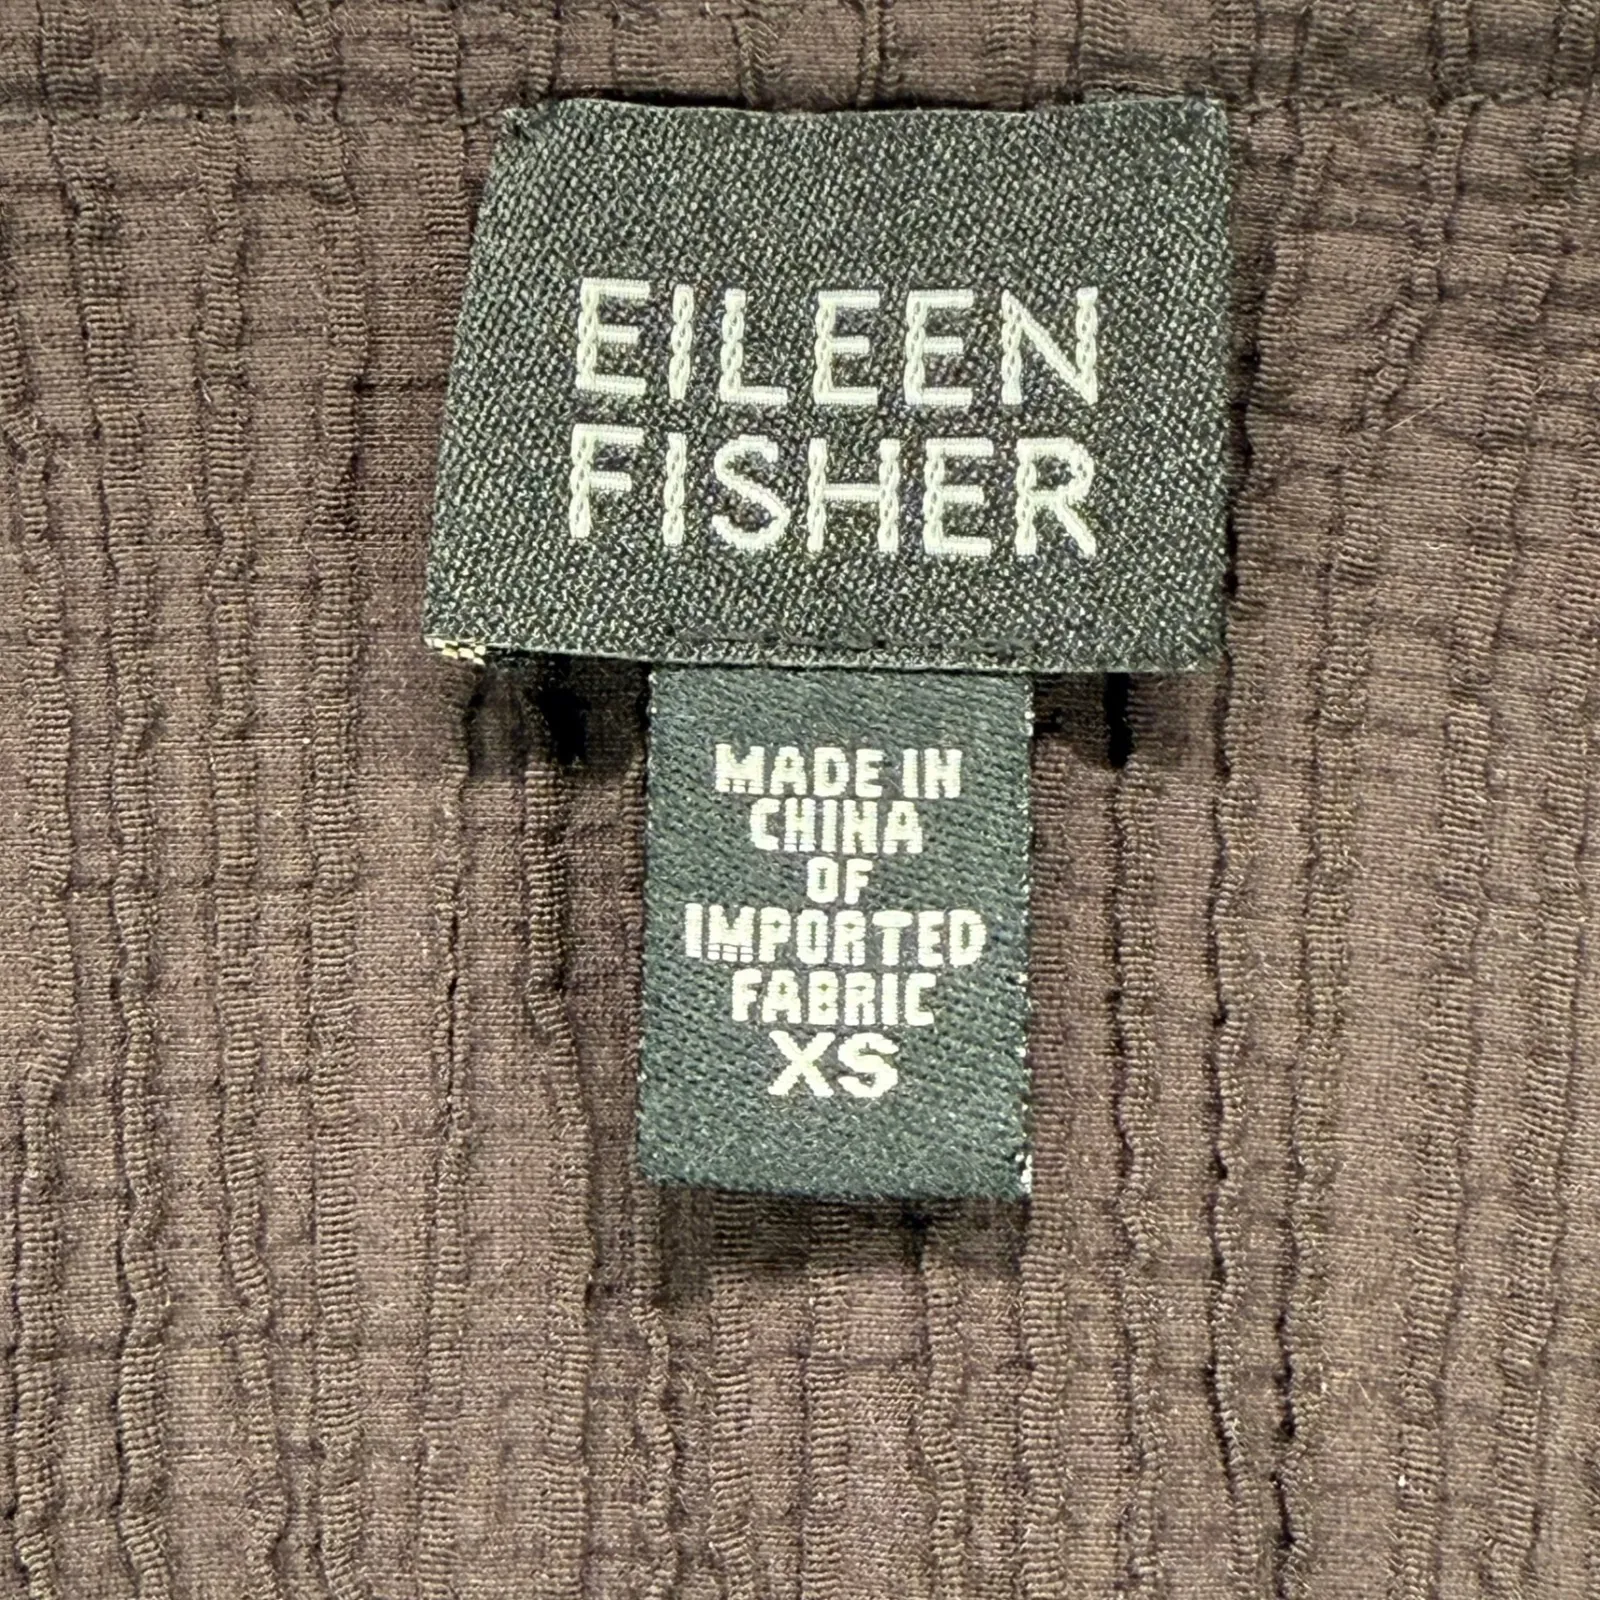 EILEEN
FISHER
MADE IN
CHINA
OF
IMPORTED
FABRIC
XS